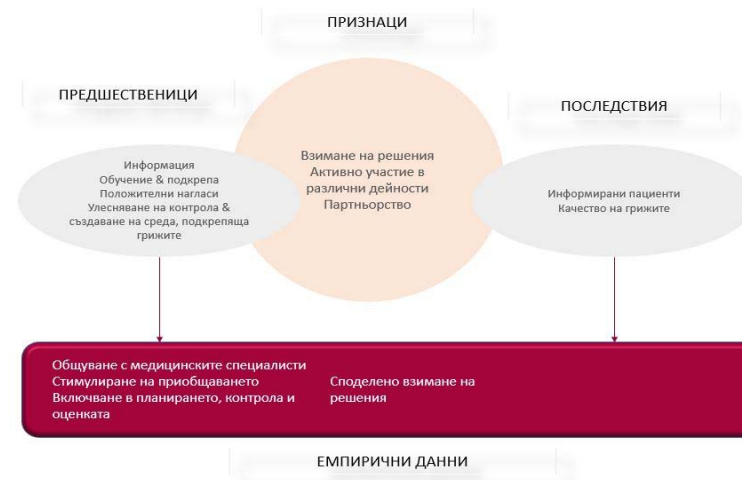 ПРИЗНАЦИ
ПРЕДШЕСТВЕНИЦИ
ПОСЛЕДСТВИЯ
Информация
Обучение & подкрепа
Положителни нагласи
Улесняване на контрола &
създаване на среда, подкрепяща
грижите
Взимане на решения
Активно участие в
различни дейности
Партньорство
Информирани пациенти
Качество на грижите
Общуване с медицинските специалисти
Стимулиране на приобщаването
Включване в планирането, контрола и
оценката
Споделено взимане на
решения
ЕМПИРИЧНИ ДАННИ